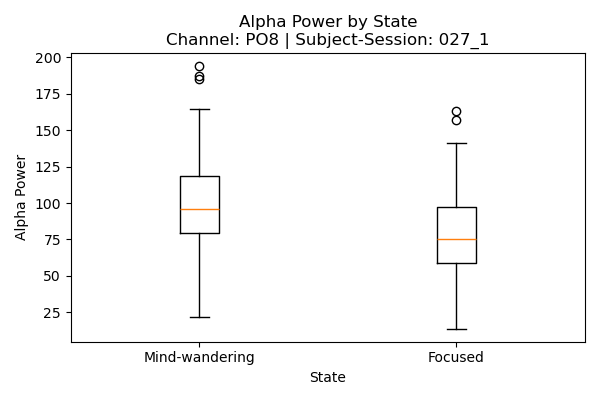 Alpha Power by State
Channel: PO8 | Subject-Session: 027_1
200
175
150
125
100
75
50
25
Alpha Power
Mind-wandering
Focused
State